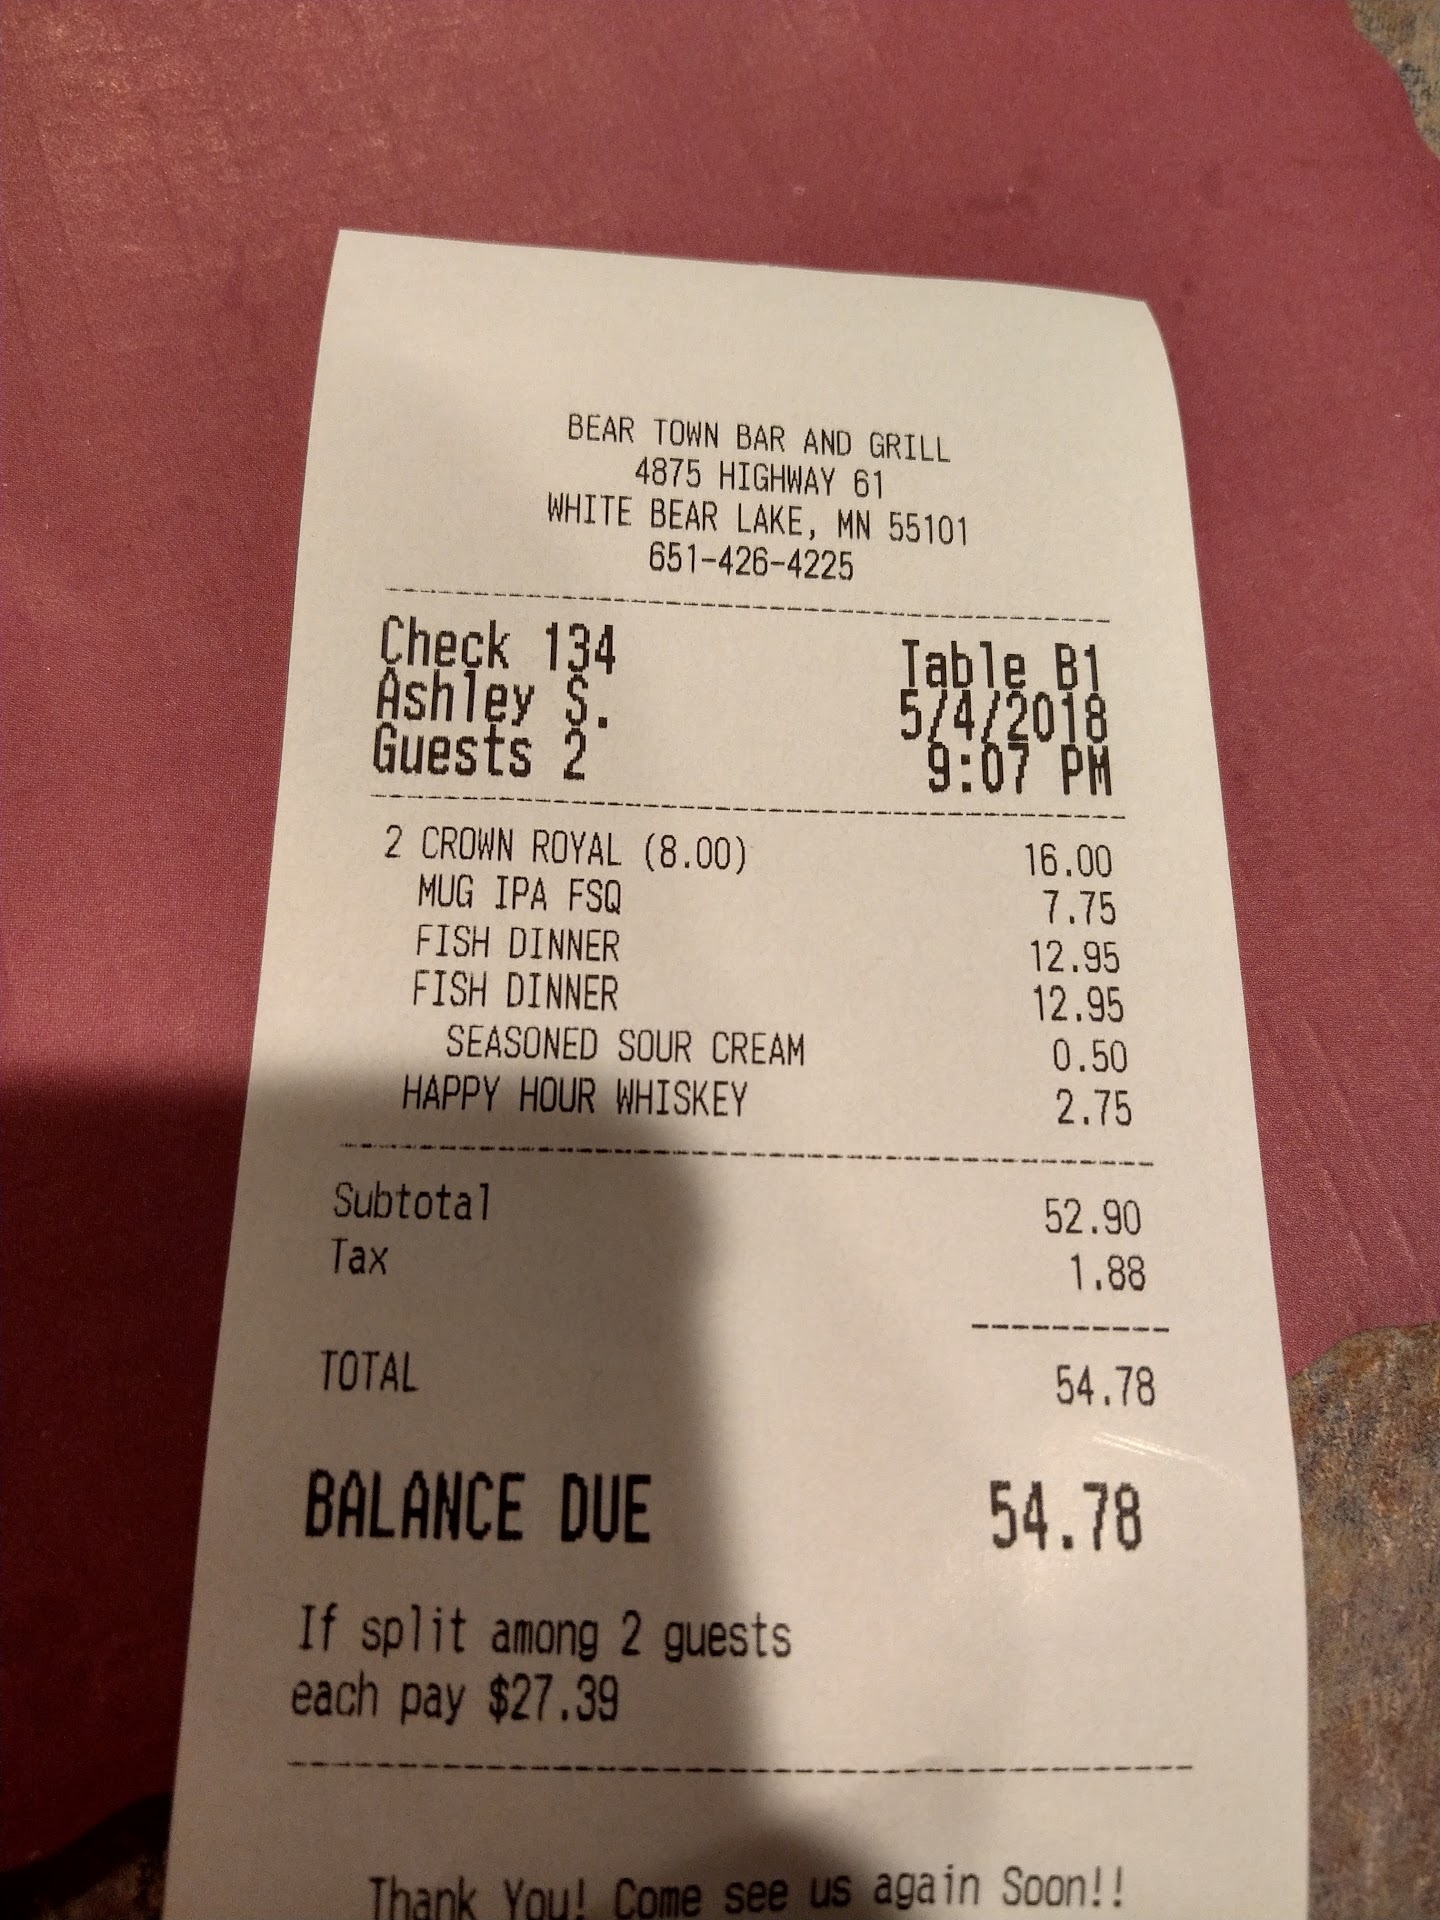 BEAR TOWN BAR AND GRILL
4875 HIGHWAY 61
WHITE BEAR LAKE, MN 55101
651-426-4225
Check 134 Table B1
Ashley S. 5/4/2018
Guests 2 9:07 PM
2 CROWN ROYAL (8.00) 16.00
MUG IPA FSQ 7.75
FISH DINNER 12.95
FISH DINNER 12.95
SEASONED SOUR CREAM 0.50
HAPPY HOUR WHISKEY 2.75
Subtotal 52.90
Tax 1.88
TOTAL 54.78
BALANCE DUE 54.78
If split among 2 guests
each pay $27.39
Thank You! Come see us again Soon!!